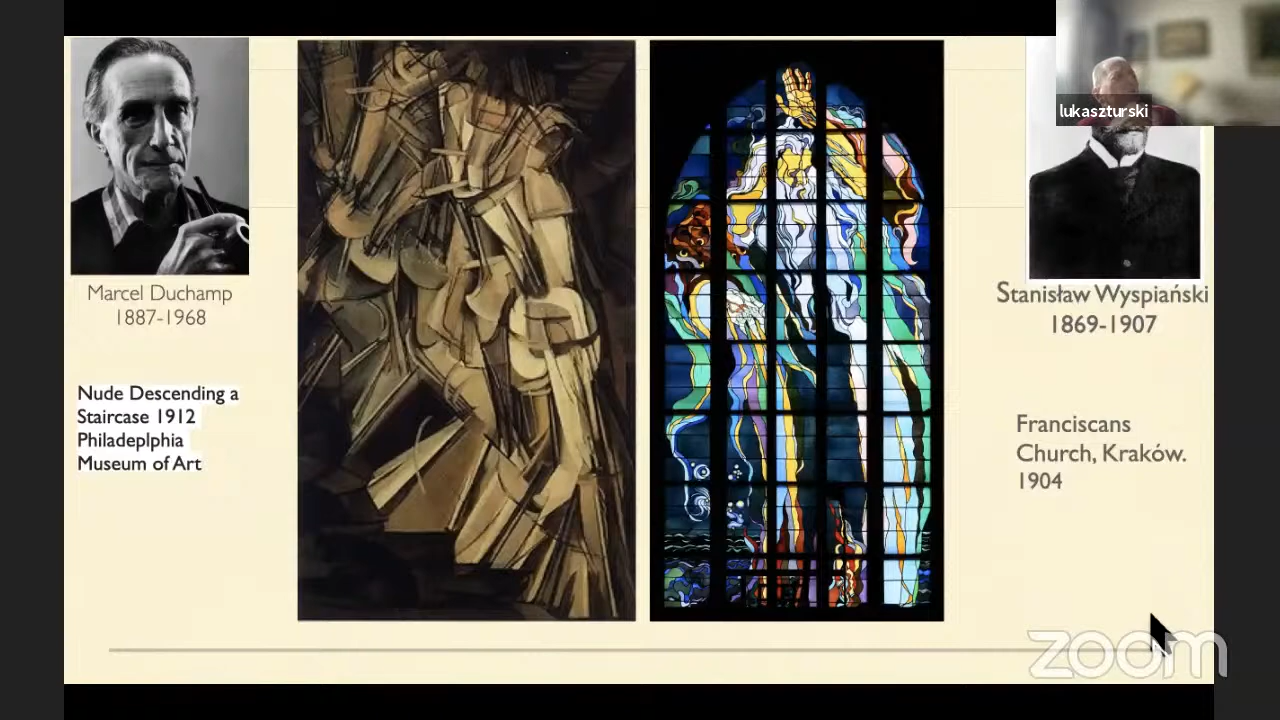 lukaszturski
Marcel Duchamp
1887-1968
Nude Descending a
Staircase 1912
Philadeplphia
Museum of Art
Stanisław Wyspiański
1869-1907
Franciscans
Church, Kraków.
1904
zoom